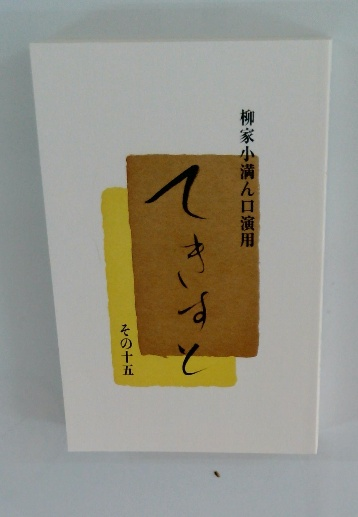 柳家小満ん口演用
てきすと
その十五